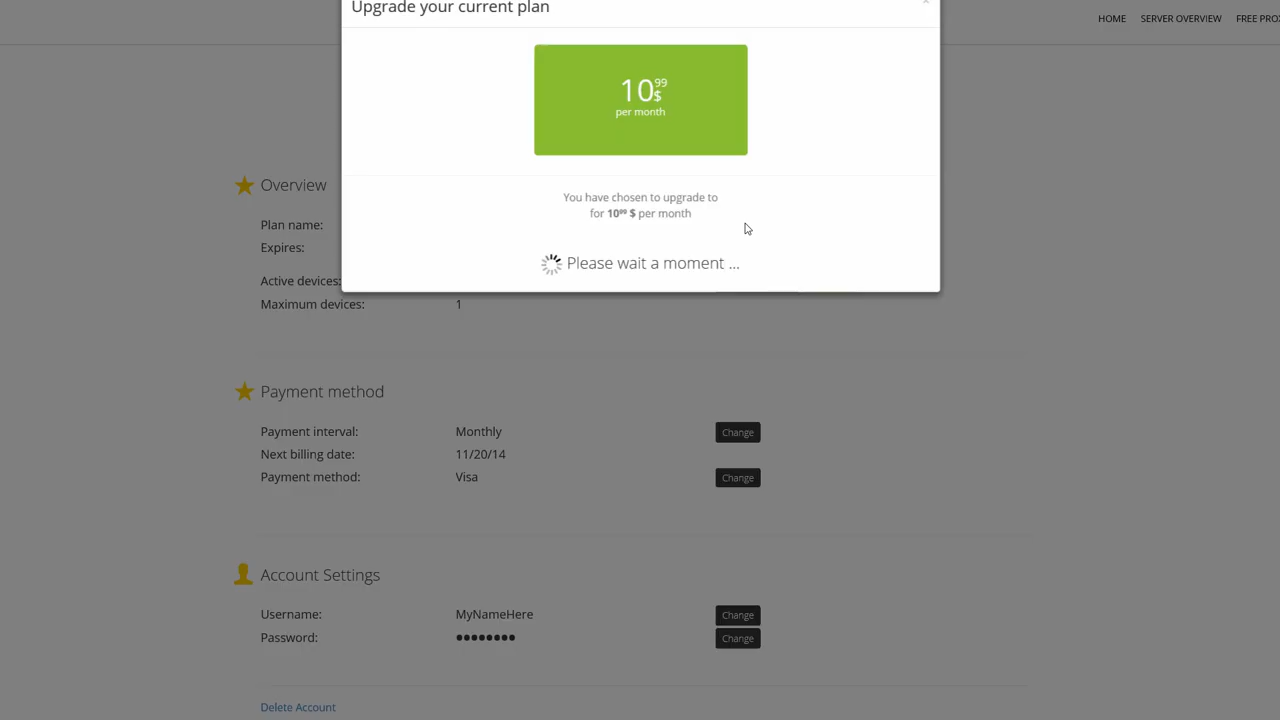 Upgrade your current plan
×
HOME SERVER OVERVIEW FREE PRO
10 99 $
per month
You have chosen to upgrade to
for 10⁹⁹ $ per month
Please wait a moment ...
Overview
Plan name:
Expires:
Active devices:
Maximum devices: 1
Payment method
Payment interval: Monthly Change
Next billing date: 11/20/14
Payment method: Visa Change
Account Settings
Username: MyNameHere Change
Password: ●●●●●●●● Change
Delete Account